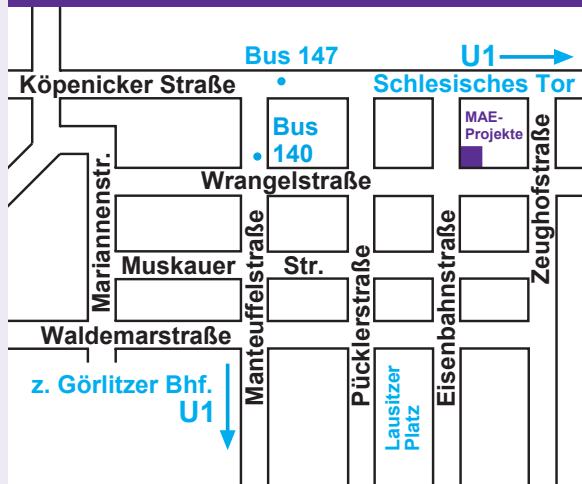 Bus 147
U1
Köpenicker Straße
Schlesisches Tor
MAE-
Projekte
Bus
140
Wrangelstraße
Zeughofstraße
Mariannenstr.
Muskauer Str.
Manteuffelstraße
Pücklerstraße
Eisenbahnstraße
Waldemarstraße
z. Görlitzer Bhf.
U1
Lausitzer
Platz